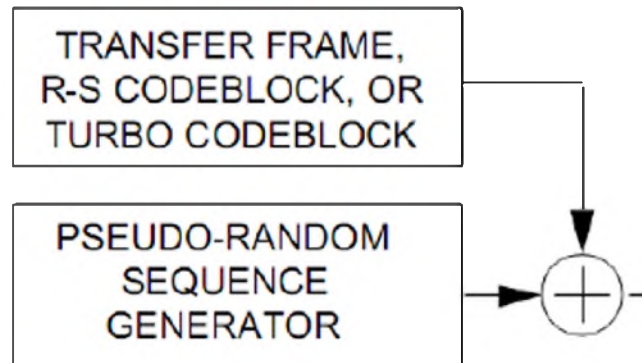 TRANSFER FRAME,
R-S CODEBLOCK, OR
TURBO CODEBLOCK
PSEUDO-RANDOM
SEQUENCE
GENERATOR